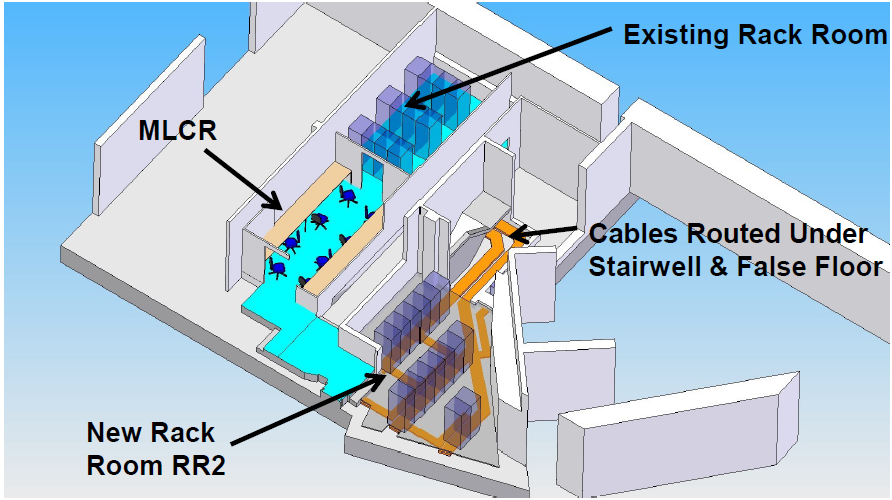 Existing Rack Room
MLCR
Cables Routed Under
Stairwell & False Floor
New Rack
Room RR2